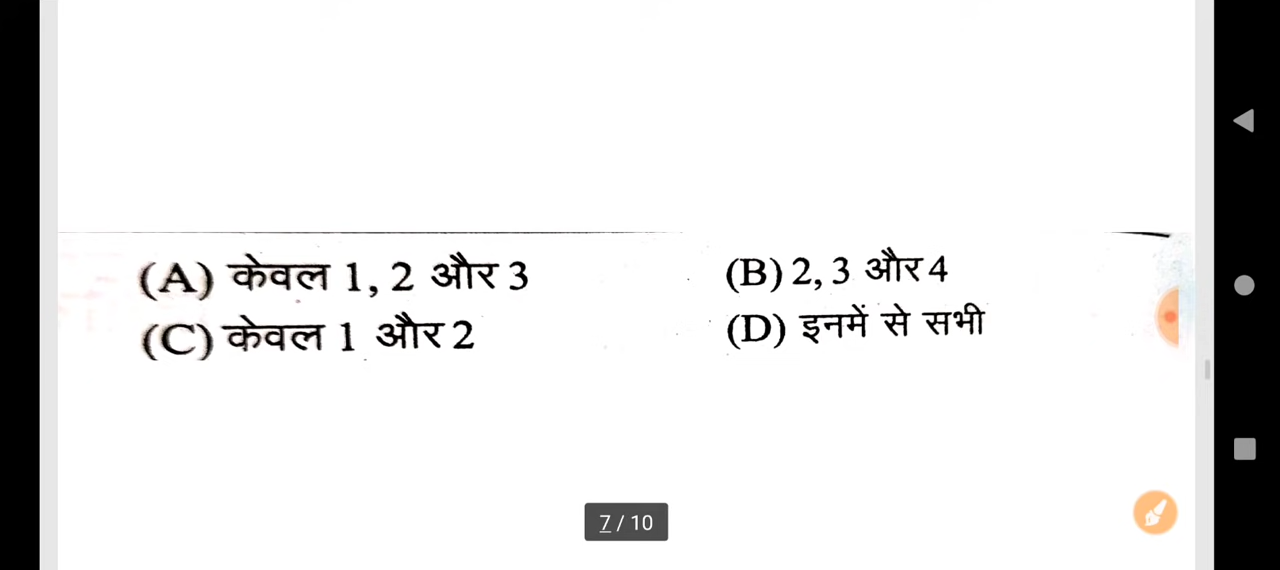 (A) केवल 1, 2 और 3
(B) 2, 3 और 4
(C) केवल 1 और 2
(D) इनमें से सभी
7 / 10